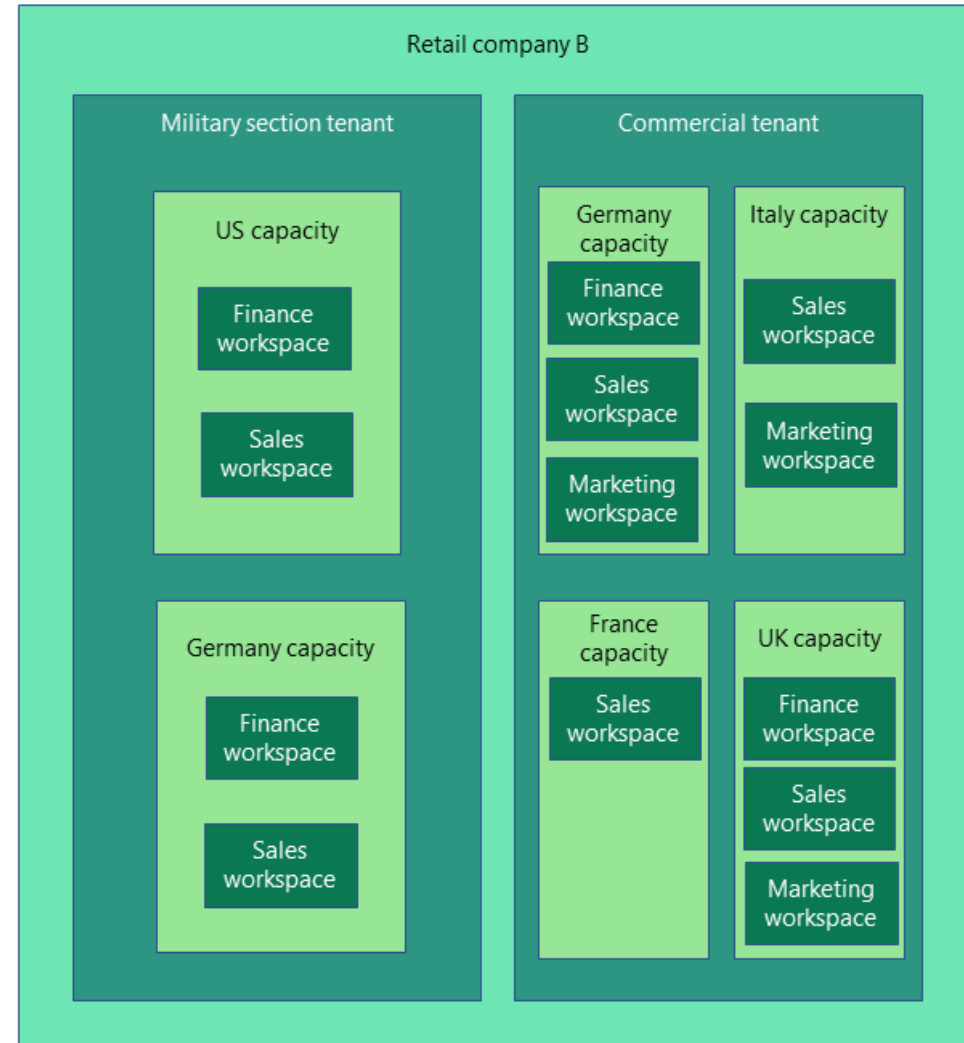 Retail company B
Military section tenant
US capacity
Finance
workspace
Sales
workspace
Germany capacity
Finance
workspace
Sales
workspace
Commercial tenant
Germany
capacity
Finance
workspace
Sales
workspace
Marketing
workspace
Italy capacity
Sales
workspace
Marketing
workspace
France
capacity
Sales
workspace
UK capacity
Finance
workspace
Sales
workspace
Marketing
workspace